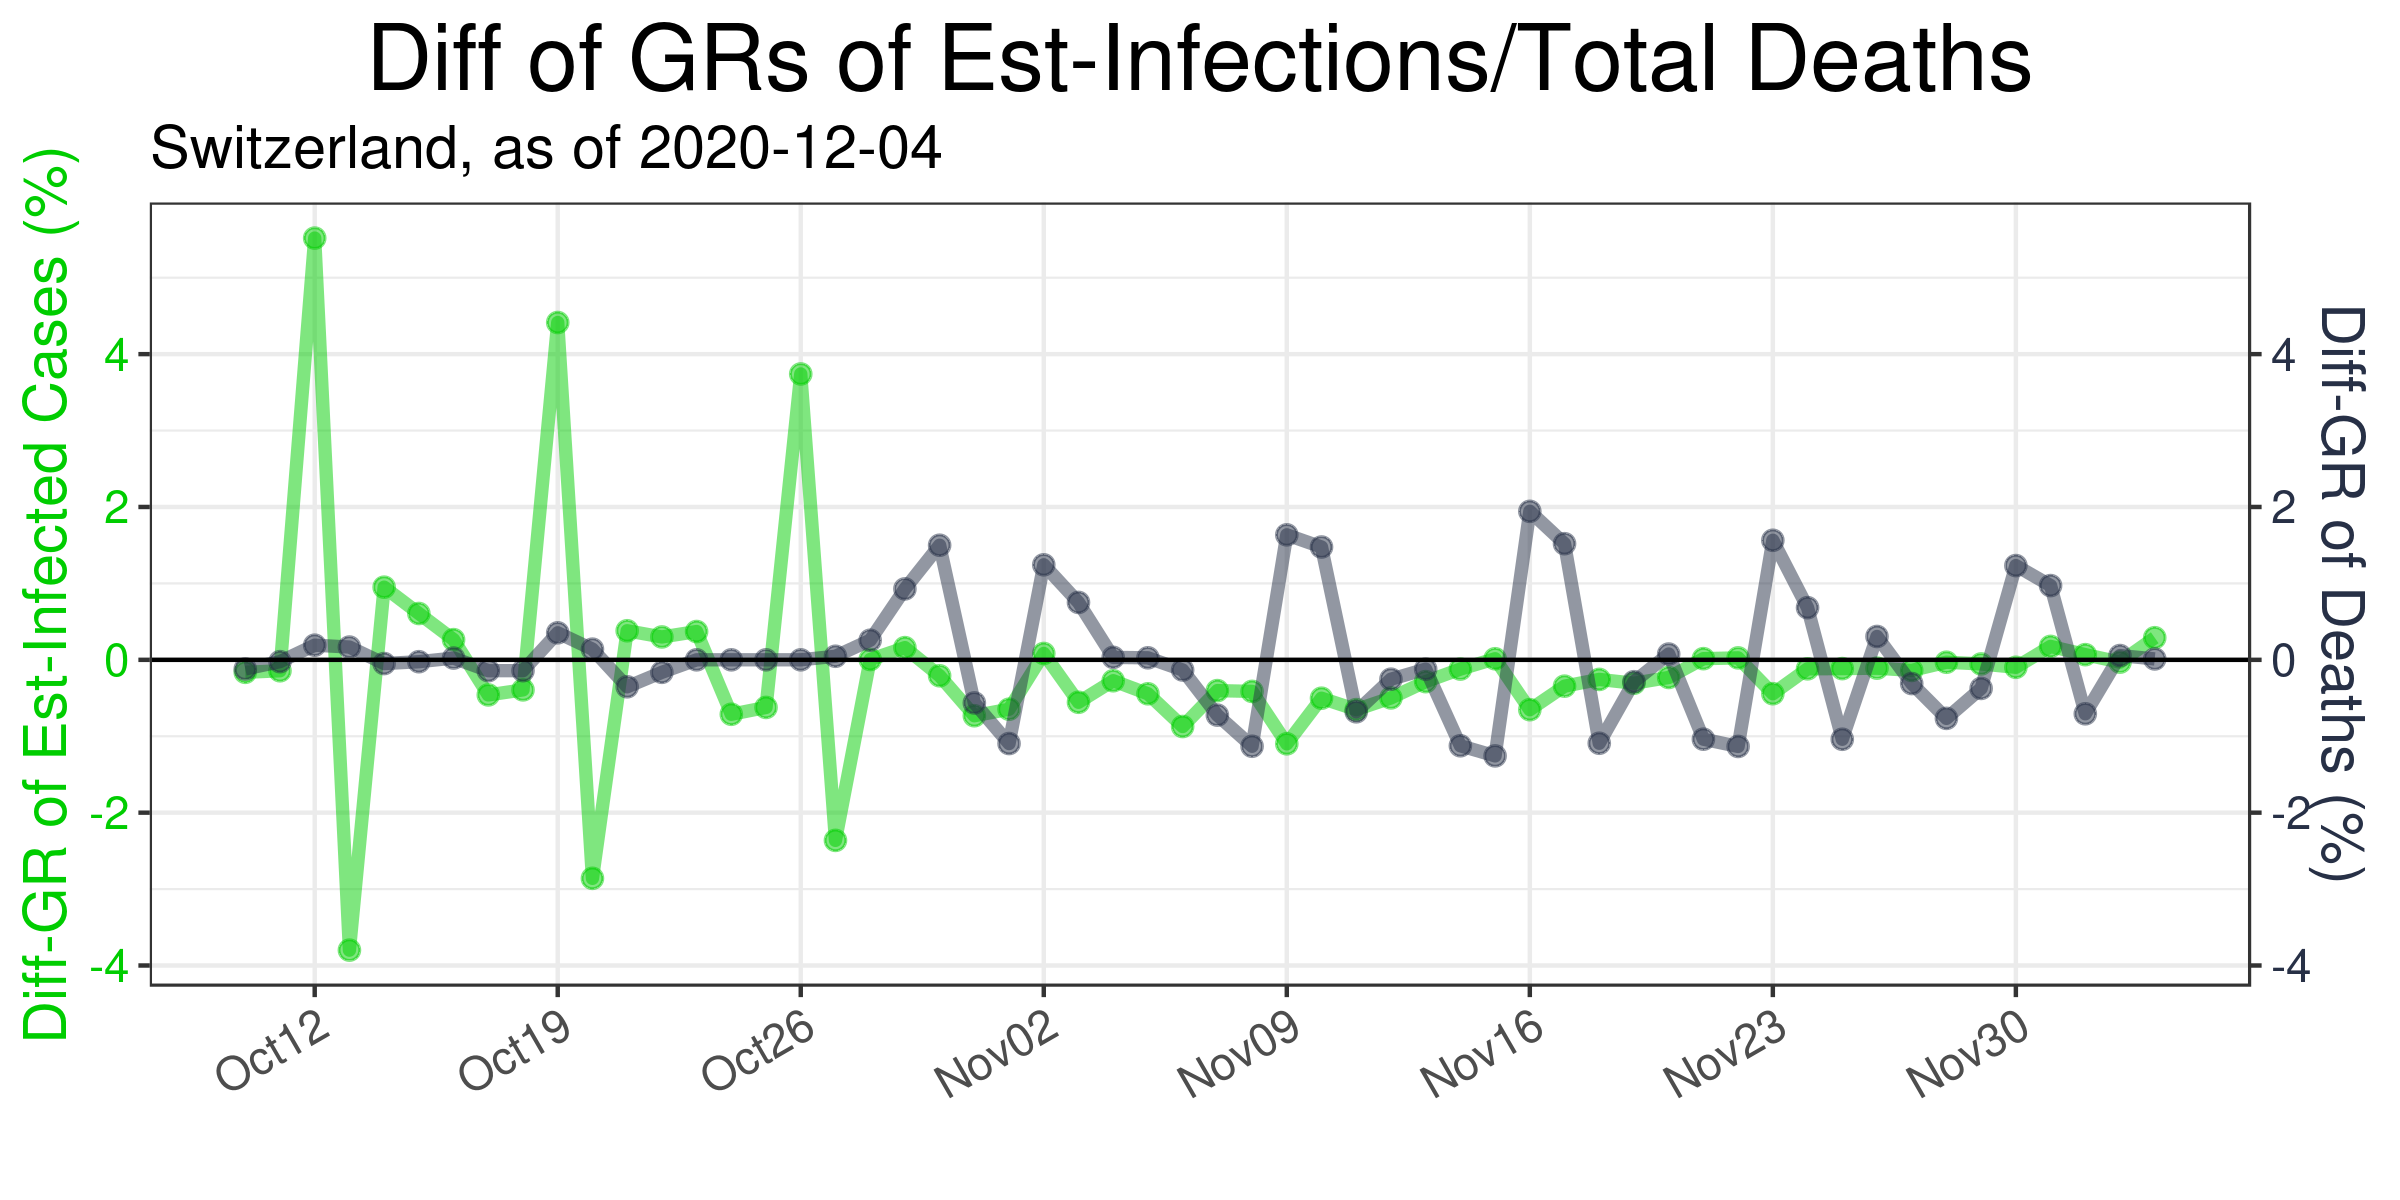 Diff of GRs of Est-Infections/Total Deaths
Switzerland, as of 2020-12-04
Diff-GR of Est-Infected Cases (%)
4
2
0
-2
-4
4
2
0
-2
-4
Diff-GR of Deaths (%)
Oct12
Oct19
Oct26
Nov02
Nov09
Nov16
Nov23
Nov30